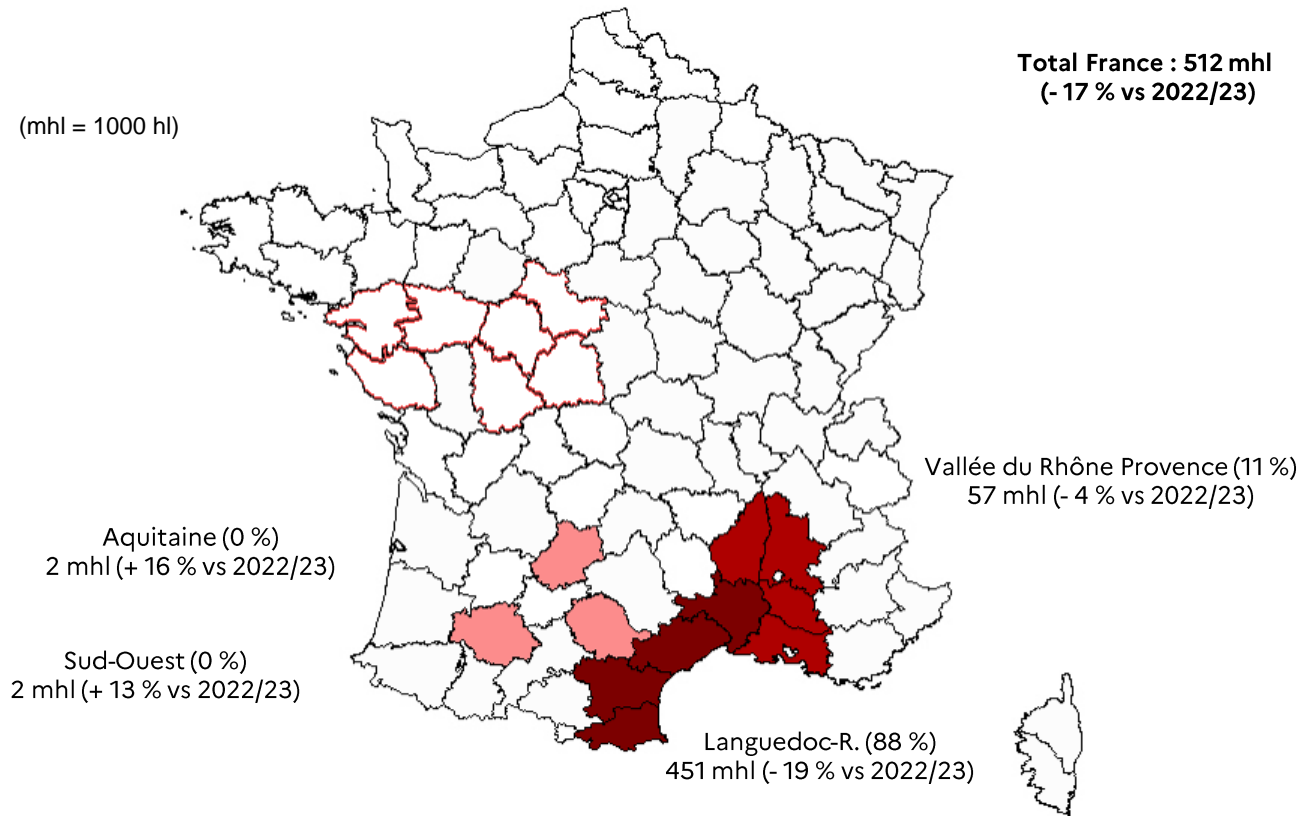 Total France : 512 mhl
(- 17 % vs 2022/23)
(mhl = 1000 hl)
Vallée du Rhône Provence (11 %)
57 mhl (- 4 % vs 2022/23)
Aquitaine (0 %)
2 mhl (+ 16 % vs 2022/23)
Sud-Ouest (0 %)
2 mhl (+ 13 % vs 2022/23)
Languedoc-R. (88 %)
451 mhl (- 19 % vs 2022/23)